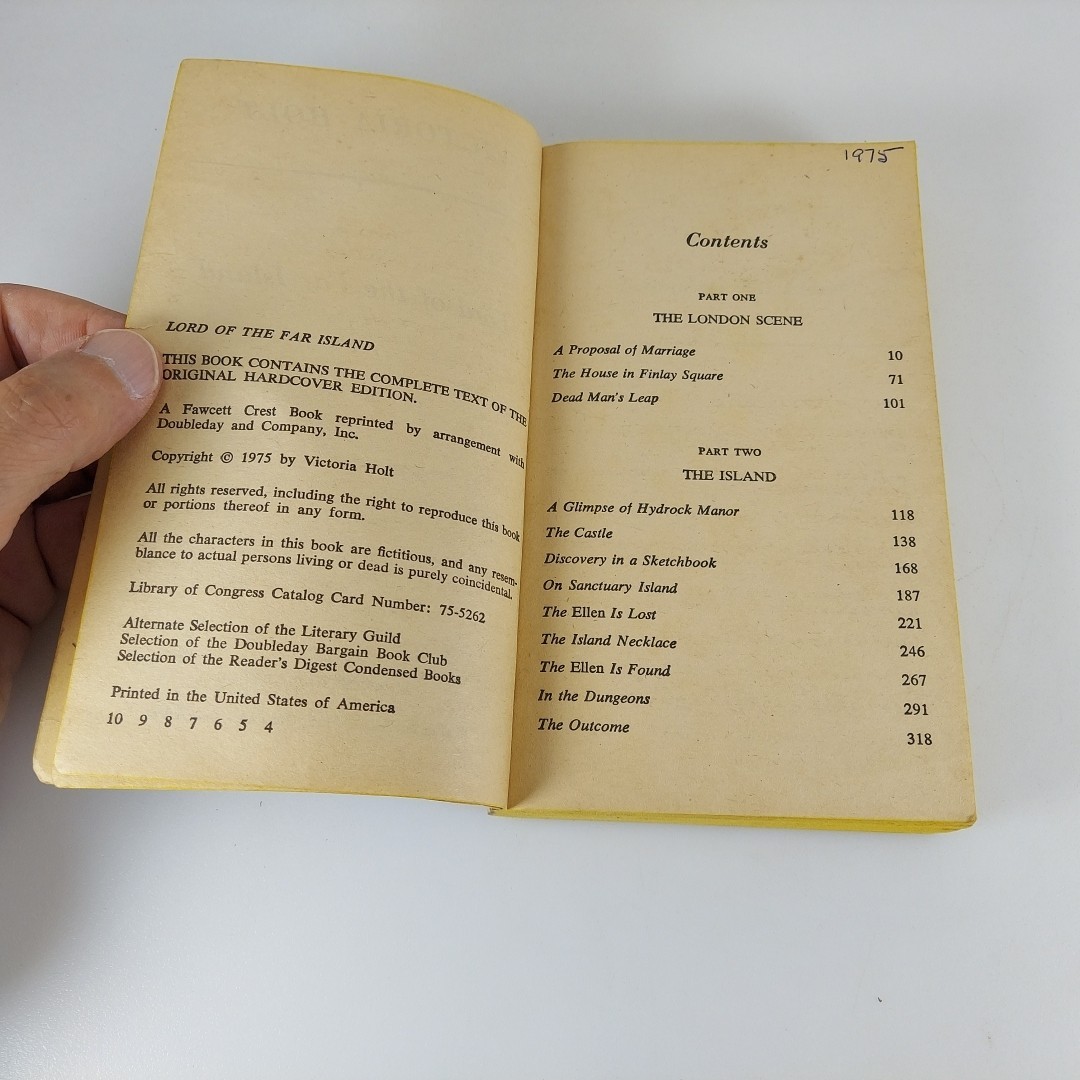 LORD OF THE FAR ISLAND
THIS BOOK CONTAINS THE COMPLETE TEXT OF THE
ORIGINAL HARDCOVER EDITION.
A Fawcett Crest Book reprinted by arrangement with
Doubleday and Company, Inc.
Copyright © 1975 by Victoria Holt
All rights reserved, including the right to reproduce this book
or portions thereof in any form.
All the characters in this book are fictitious, and any resem-
blance to actual persons living or dead is purely coincidental.
Library of Congress Catalog Card Number: 75-5262
Alternate Selection of the Literary Guild
Selection of the Doubleday Bargain Book Club
Selection of the Reader's Digest Condensed Books
Printed in the United States of America
10 9 8 7 6 5 4
1975
Contents
PART ONE
THE LONDON SCENE
A Proposal of Marriage 10
The House in Finlay Square 71
Dead Man's Leap 101
PART TWO
THE ISLAND
A Glimpse of Hydrock Manor 118
The Castle 138
Discovery in a Sketchbook 168
On Sanctuary Island 187
The Ellen Is Lost 221
The Island Necklace 246
The Ellen Is Found 267
In the Dungeons 291
The Outcome 318